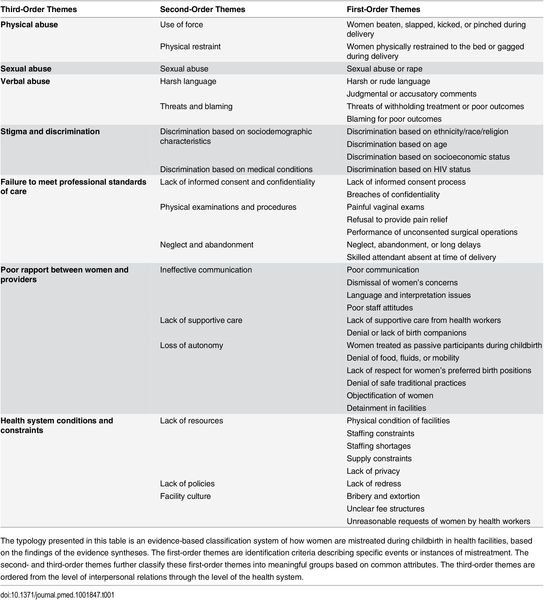 Third-Order Themes Second-Order Themes First-Order Themes
Physical abuse Use of force Women beaten, slapped, kicked, or pinched during
delivery
Physical restraint Women physically restrained to the bed or gagged
during delivery
Sexual abuse Sexual abuse Sexual abuse or rape
Verbal abuse Harsh language Harsh or rude language
Judgmental or accusatory comments
Threats and blaming Threats of withholding treatment or poor outcomes
Blaming for poor outcomes
Stigma and discrimination Discrimination based on sociodemographic Discrimination based on ethnicity/race/religion
characteristics Discrimination based on age
Discrimination based on socioeconomic status
Discrimination based on medical conditions Discrimination based on HIV status
Failure to meet professional standards Lack of informed consent and confidentiality Lack of informed consent process
of care Breaches of confidentiality
Physical examinations and procedures Painful vaginal exams
Refusal to provide pain relief
Performance of unconsented surgical operations
Neglect and abandonment Neglect, abandonment, or long delays
Skilled attendant absent at time of delivery
Poor rapport between women and Ineffective communication Poor communication
providers Dismissal of women's concerns
Language and interpretation issues
Poor staff attitudes
Lack of supportive care Lack of supportive care from health workers
Denial or lack of birth companions
Loss of autonomy Women treated as passive participants during childbirth
Denial of food, fluids, or mobility
Lack of respect for women's preferred birth positions
Denial of safe traditional practices
Objectification of women
Detainment in facilities
Health system conditions and Lack of resources Physical condition of facilities
constraints Staffing constraints
Staffing shortages
Supply constraints
Lack of privacy
Lack of policies Lack of redress
Facility culture Bribery and extortion
Unclear fee structures
Unreasonable requests of women by health workers
The typology presented in this table is an evidence-based classification system of how women are mistreated during childbirth in health facilities, based
on the findings of the evidence syntheses. The first-order themes are identification criteria describing specific events or instances of mistreatment. The
second- and third-order themes further classify these first-order themes into meaningful groups based on common attributes. The third-order themes are
ordered from the level of interpersonal relations through the level of the health system.
doi:10.1371/journal.pmed.1001847.t001